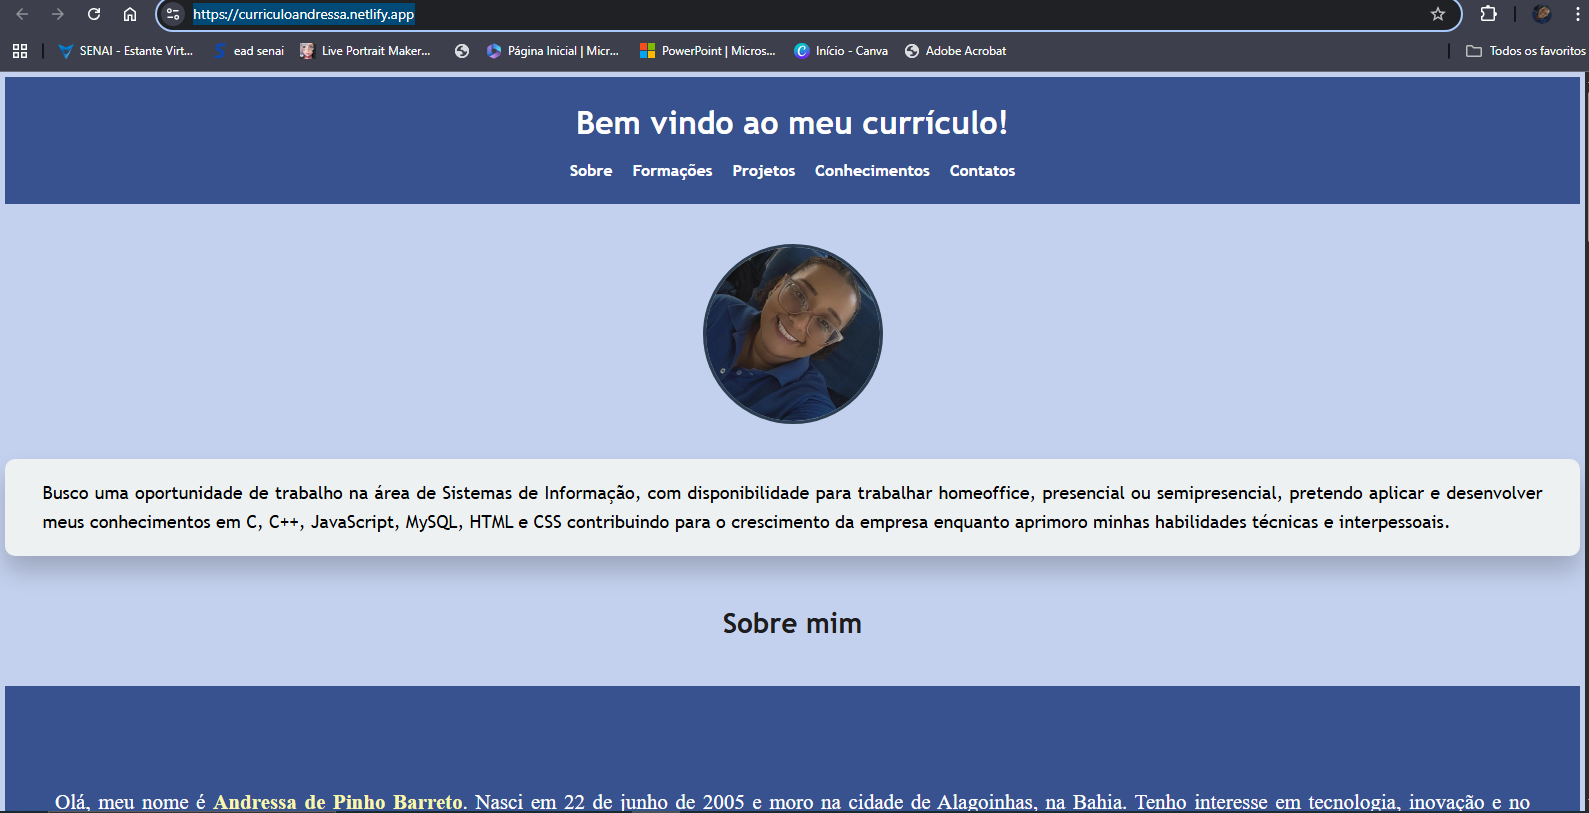 https://curriculoandressa.netlify.app
SENAI - Estante Virt... ead senai Live Portrait Maker... Página Inicial | Micr... PowerPoint | Micros... Início - Canva Adobe Acrobat Todos os favoritos
Bem vindo ao meu currículo!
Sobre Formações Projetos Conhecimentos Contatos
Busco uma oportunidade de trabalho na área de Sistemas de Informação, com disponibilidade para trabalhar homeoffice, presencial ou semipresencial, pretendo aplicar e desenvolver
meus conhecimentos em C, C++, JavaScript, MySQL, HTML e CSS contribuindo para o crescimento da empresa enquanto aprimoro minhas habilidades técnicas e interpessoais.
Sobre mim
Olá, meu nome é Andressa de Pinho Barreto. Nasci em 22 de junho de 2005 e moro na cidade de Alagoinhas, na Bahia. Tenho interesse em tecnologia, inovação e no